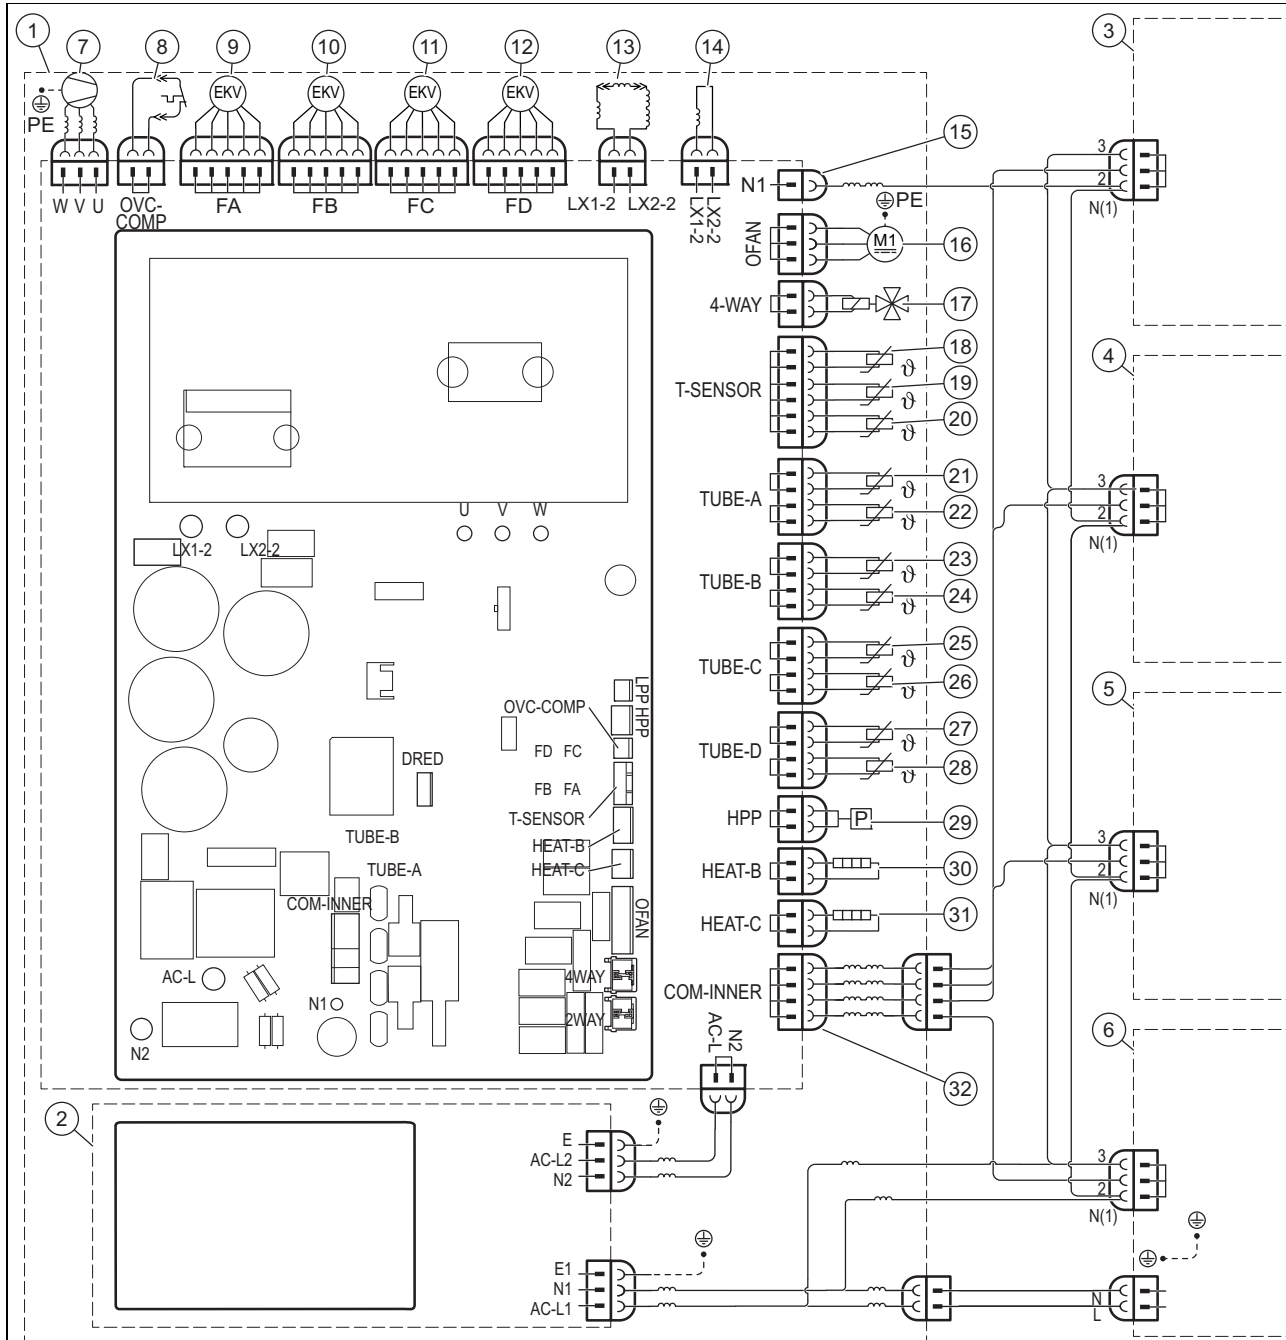 1 7 8 9 10 11 12 13 14 3
EKV EKV EKV EKV
PE
W V U OVC-COMP FA FB FC FD LX1-2 LX2-2 LX1-2 LX2-2
N1 15
3
2
N(1)
PE
OFAN M1 16
4-WAY 17
T-SENSOR
18
ϑ
19
ϑ
20
ϑ
4
TUBE-A
21
ϑ
22
ϑ
3
2
N(1)
TUBE-B
23
ϑ
24
ϑ
TUBE-C
25
ϑ
26
ϑ
5
TUBE-D
27
ϑ
28
ϑ
HPP P 29
HEAT-B 30
3
2
N(1)
HEAT-C 31
COM-INNER
32
6
U V W
LX1-2 LX2-2
LPP HPP
OVC-COMP
FD FC
DRED
FB FA
T-SENSOR
TUBE-B
HEAT-B
TUBE-A
HEAT-C
COM-INNER
OFAN
AC-L
4WAY
N1
2WAY
N2
AC-L N2
2
E
AC-L2
N2
3
2
N(1)
E1
N1
AC-L1
N
L